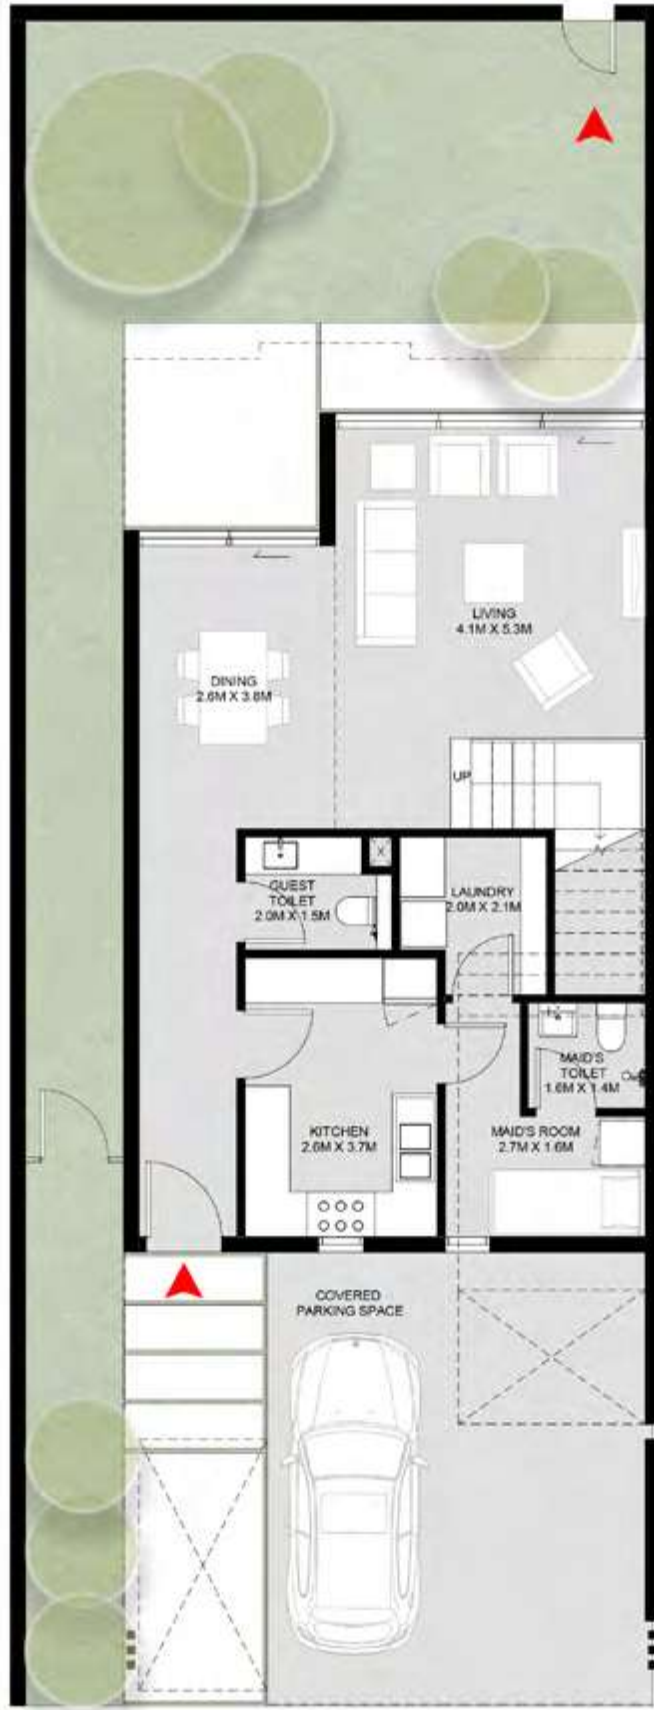 LIVING
4.1M X 5.3M
DINING
2.6M X 3.8M
UP
X
GUEST
TOILET
2.0M X 1.5M
LAUNDRY
2.0M X 2.1M
MAID'S
TOILET
1.6M X 1.4M
KITCHEN
2.6M X 3.7M
MAID'S ROOM
2.7M X 1.6M
COVERED
PARKING SPACE